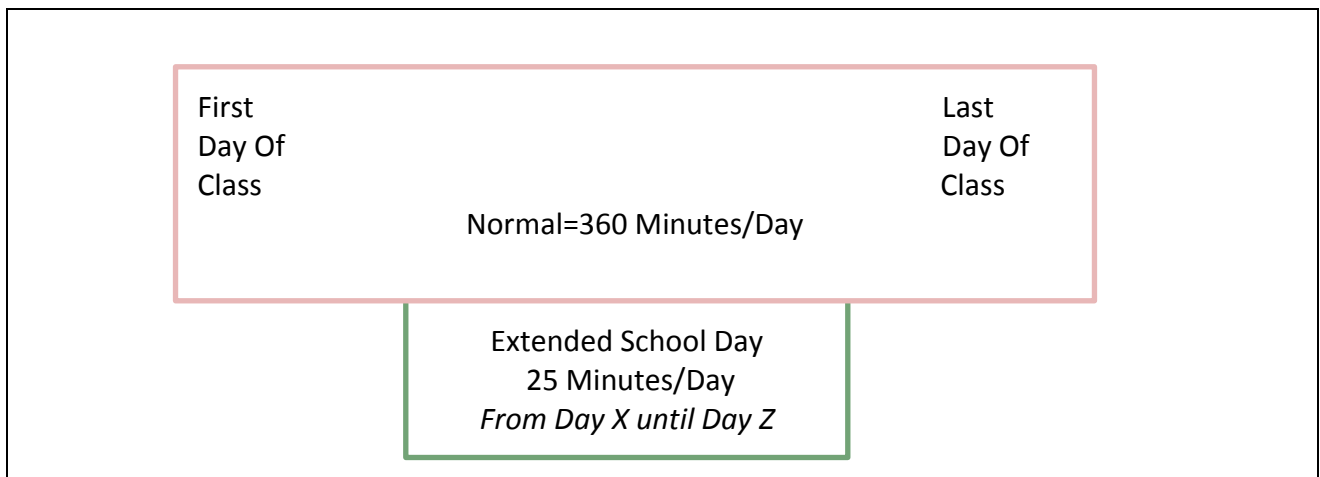 First
Day Of
Class
Last
Day Of
Class
Normal=360 Minutes/Day
Extended School Day
25 Minutes/Day
From Day X until Day Z